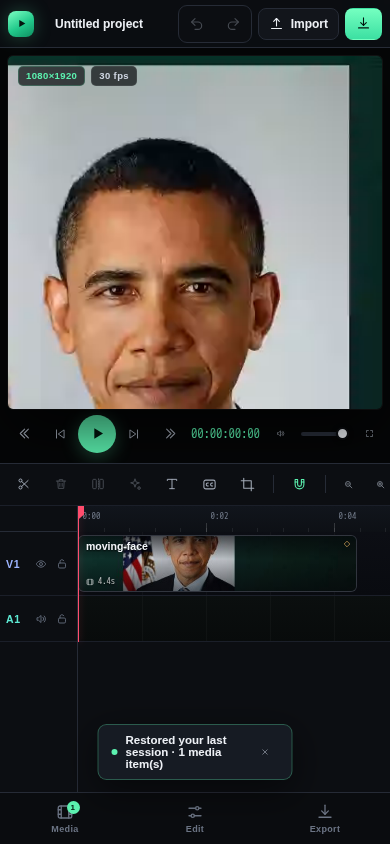 Untitled project
Import
1080×1920
30 fps
00:00:00:00
CC
0:00
0:02
0:04
V1
moving-face
4.4s
A1
Restored your last
session · 1 media
item(s)
1
Media
Edit
Export